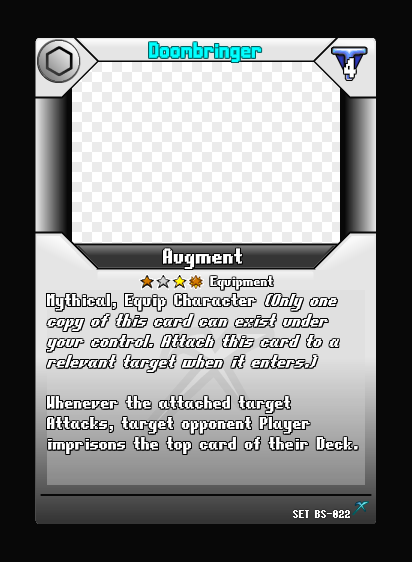 Doombringer
4
Augment
Equipment
Mythical, Equip Character (Only one
copy of this card can exist under
your control. Attach this card to a
relevant target when it enters.)
Whenever the attached target
Attacks, target opponent Player
imprisons the top card of their Deck.
SET BS-022